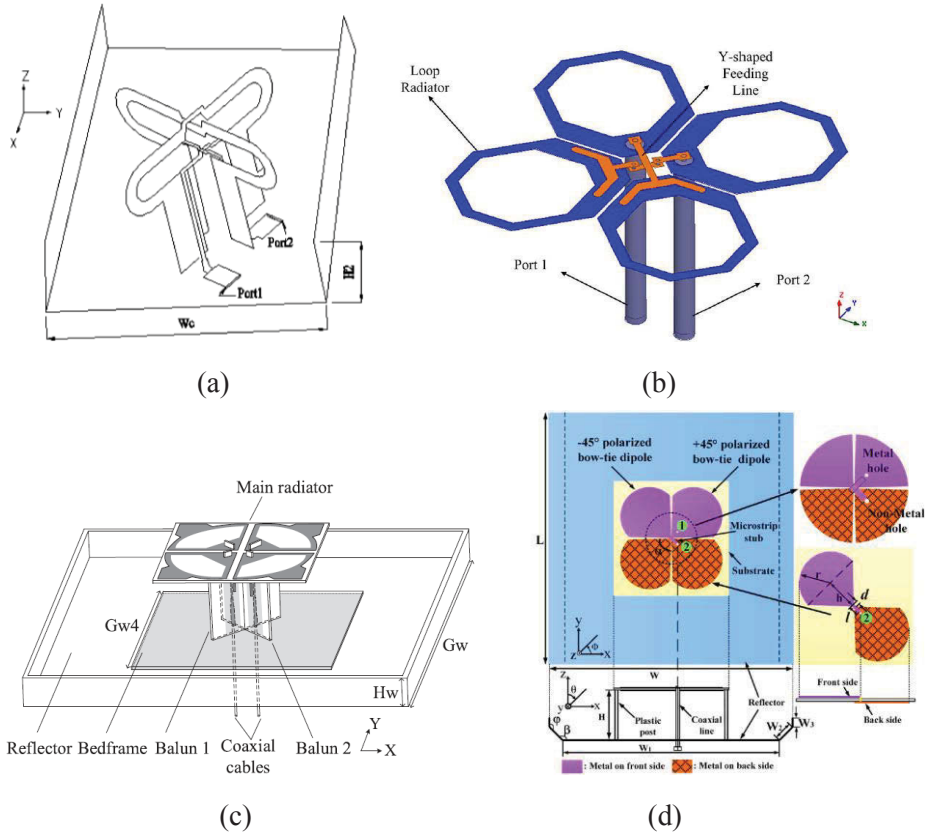 Z
Y
X
Port2
Port1
H2
Wc
(a)
Loop
Radiator
Y-shaped
Feeding
Line
Port 1
Port 2
Z
Y
X
(b)
Main radiator
Gw4
Gw
Hw
Y
X
Reflector Bedframe Balun 1 Coaxial
cables
Balun 2
(c)
-45° polarized
bow-tie dipole
+45° polarized
bow-tie dipole
Metal
hole
Non-Metal
hole
L
1
Microstrip
stub
2
α
Substrate
r
h
d
l
2
y
Φ
z
x
W
Front side
Back side
z
θ
y
x
φ
β
H
Plastic
post
Coaxial
line
Reflector
W₂
W₃
W₁
: Metal on front side
: Metal on back side
(d)